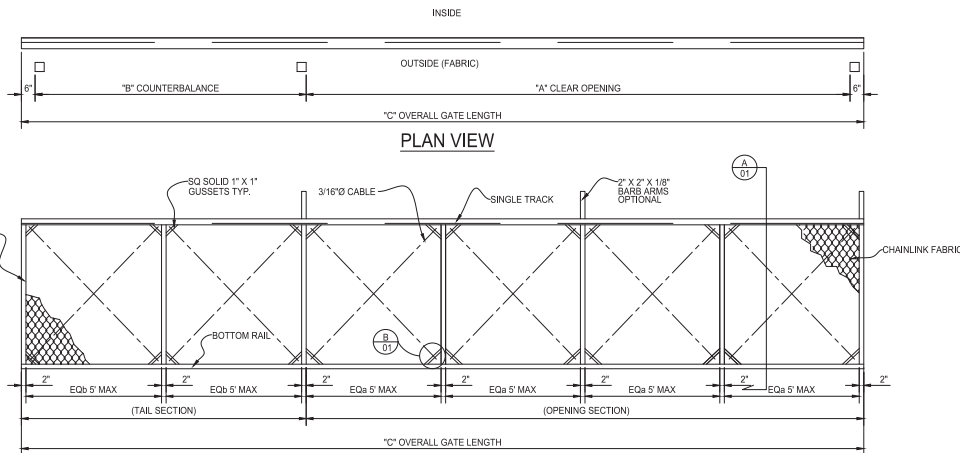 INSIDE
OUTSIDE (FABRIC)
6" "B" COUNTERBALANCE "A" CLEAR OPENING 6"
"C" OVERALL GATE LENGTH
PLAN VIEW
SQ SOLID 1" X 1"
GUSSETS TYP.
3/16"Ø CABLE
SINGLE TRACK
2" X 2" X 1/8"
BARB ARMS
OPTIONAL
A
01
CHAINLINK FABRIC
BOTTOM RAIL
B
01
2" 2" 2" 2" 2" 2" 2"
EQb 5' MAX EQb 5' MAX EQa 5' MAX EQa 5' MAX EQa 5' MAX EQa 5' MAX
(TAIL SECTION) (OPENING SECTION)
"C" OVERALL GATE LENGTH